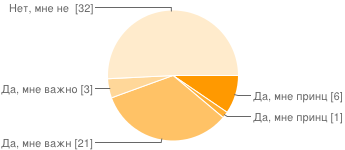 Нет, мне не [32]
Да, мне важно [3]
Да, мне принц [6]
Да, мне принц [1]
Да, мне важн [21]